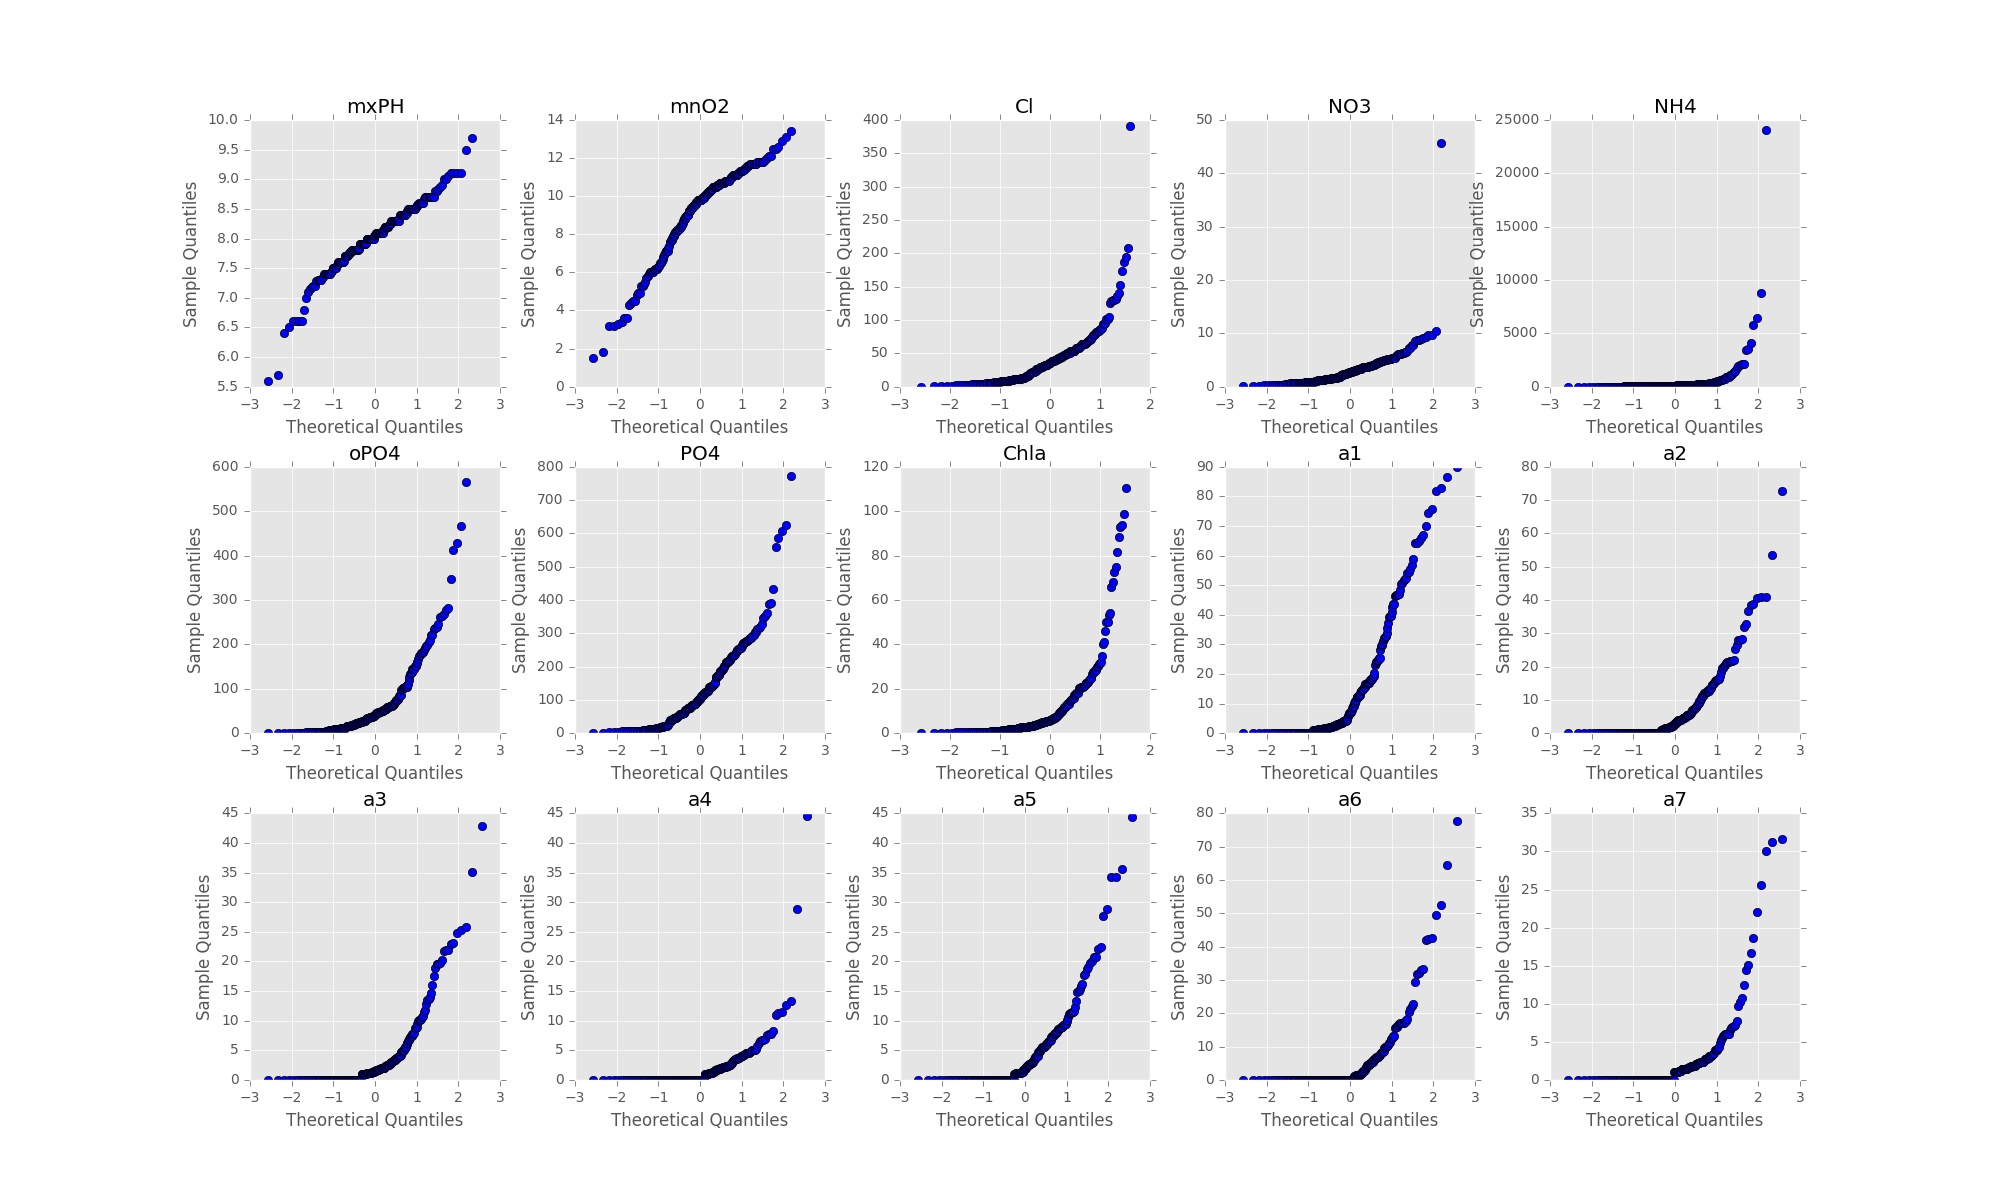 mxPH mnO2 Cl NO3 NH4
10.0 14 400 50 25000
9.5 12 350 40 20000
9.0 10 300 30 15000
8.5 8 250 20 10000
8.0 6 200 10 5000
7.5 4 150 0 0
7.0 2 100
6.5 0 50
6.0 0
5.5
Sample Quantiles Sample Quantiles Sample Quantiles Sample Quantiles Sample Quantiles
−3 −2 −1 0 1 2 3 −3 −2 −1 0 1 2 3 −3 −2 −1 0 1 2 −3 −2 −1 0 1 2 3 −3 −2 −1 0 1 2 3
Theoretical Quantiles Theoretical Quantiles Theoretical Quantiles Theoretical Quantiles Theoretical Quantiles
oPO4 PO4 Chla a1 a2
600 800 120 90 80
500 700 100 80 70
400 600 80 70 60
300 500 60 60 50
200 400 40 50 40
100 300 20 40 30
0 200 0 30 20
100 20 10
0 10 0
0
Sample Quantiles Sample Quantiles Sample Quantiles Sample Quantiles Sample Quantiles
−3 −2 −1 0 1 2 3 −3 −2 −1 0 1 2 3 −3 −2 −1 0 1 2 −3 −2 −1 0 1 2 3 −3 −2 −1 0 1 2 3
Theoretical Quantiles Theoretical Quantiles Theoretical Quantiles Theoretical Quantiles Theoretical Quantiles
a3 a4 a5 a6 a7
45 45 45 80 35
40 40 40 70 30
35 35 35 60 25
30 30 30 50 20
25 25 25 40 15
20 20 20 30 10
15 15 15 20 5
10 10 10 10 0
5 5 5 0
0 0 0
Sample Quantiles Sample Quantiles Sample Quantiles Sample Quantiles Sample Quantiles
−3 −2 −1 0 1 2 3 −3 −2 −1 0 1 2 3 −3 −2 −1 0 1 2 3 −3 −2 −1 0 1 2 3 −3 −2 −1 0 1 2 3
Theoretical Quantiles Theoretical Quantiles Theoretical Quantiles Theoretical Quantiles Theoretical Quantiles